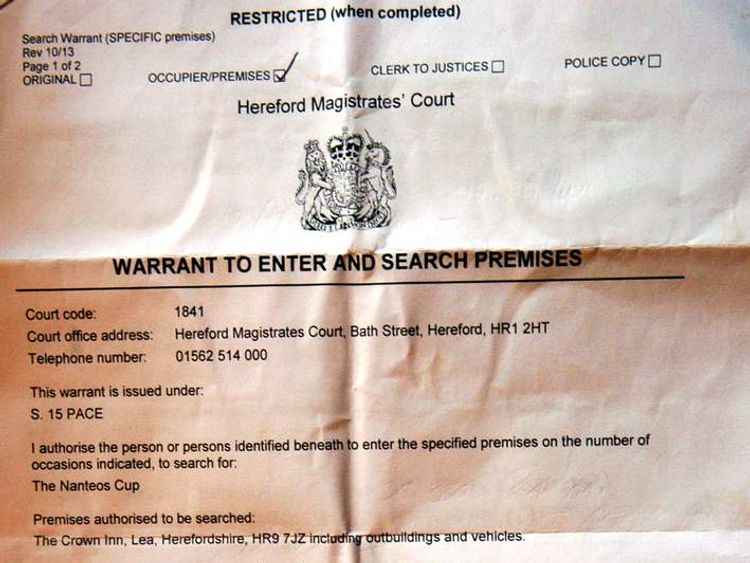 RESTRICTED (when completed)
Search Warrant (SPECIFIC premises)
Rev 10/13
Page 1 of 2
ORIGINAL OCCUPIER/PREMISES CLERK TO JUSTICES POLICE COPY
Hereford Magistrates' Court
WARRANT TO ENTER AND SEARCH PREMISES
Court code: 1841
Court office address: Hereford Magistrates Court, Bath Street, Hereford, HR1 2HT
Telephone number: 01562 514 000
This warrant is issued under:
S. 15 PACE
I authorise the person or persons identified beneath to enter the specified premises on the number of
occasions indicated, to search for:
The Nanteos Cup
Premises authorised to be searched:
The Crown Inn, Lea, Herefordshire, HR9 7JZ including outbuildings and vehicles.